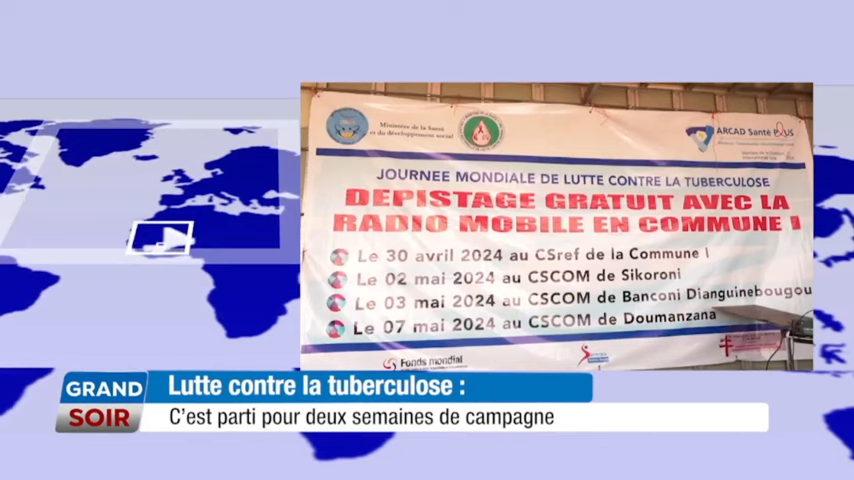 Ministère de la Santé
et du développement social
ARCAD Santé PLUS
JOURNEE MONDIALE DE LUTTE CONTRE LA TUBERCULOSE
DEPISTAGE GRATUIT AVEC LA
RADIO MOBILE EN COMMUNE I
Le 30 avril 2024 au CSref de la Commune I
Le 02 mai 2024 au CSCOM de Sikoroni
Le 03 mai 2024 au CSCOM de Banconi Dianguinebougou
Le 07 mai 2024 au CSCOM de Doumanzana
Fonds mondial
GRAND
SOIR
Lutte contre la tuberculose :
C'est parti pour deux semaines de campagne